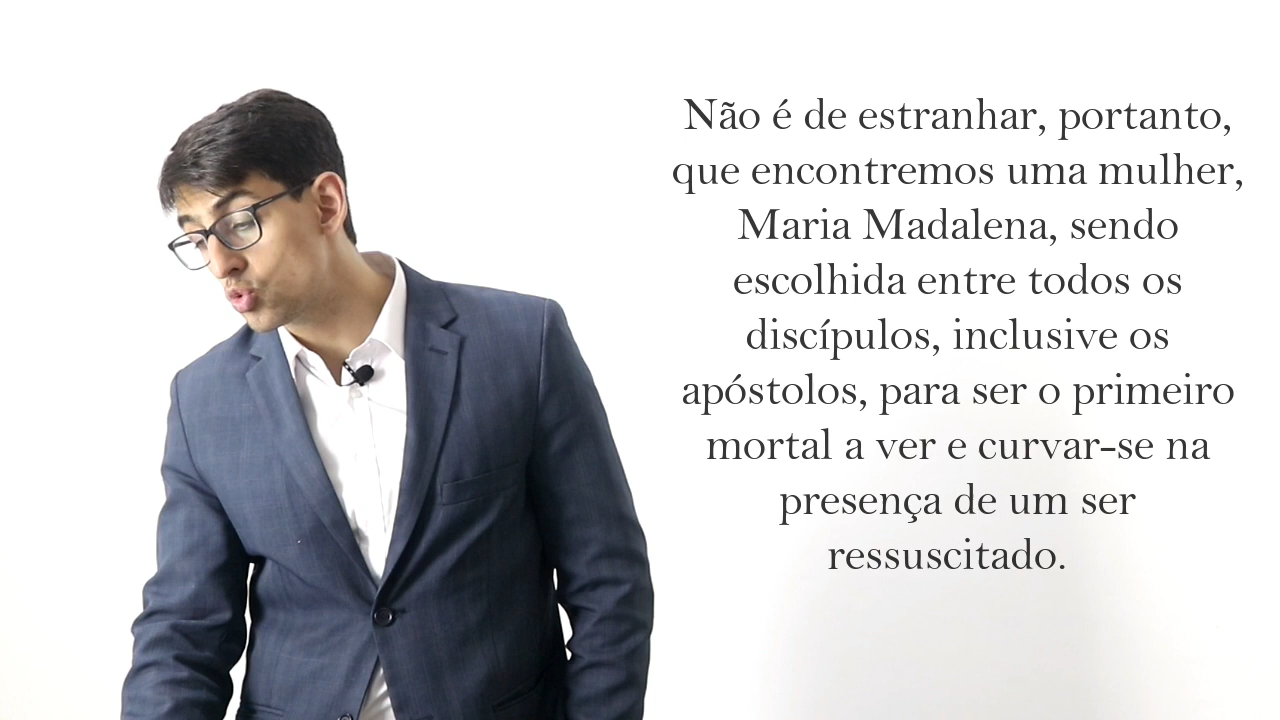 Não é de estranhar, portanto,
que encontremos uma mulher,
Maria Madalena, sendo
escolhida entre todos os
discípulos, inclusive os
apóstolos, para ser o primeiro
mortal a ver e curvar-se na
presença de um ser
ressuscitado.